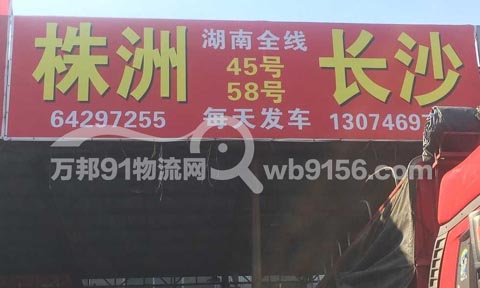 株洲 湖南全线 长沙
45号
58号
64297255 每天发车 1307469
万邦91物流网 wb9156.com